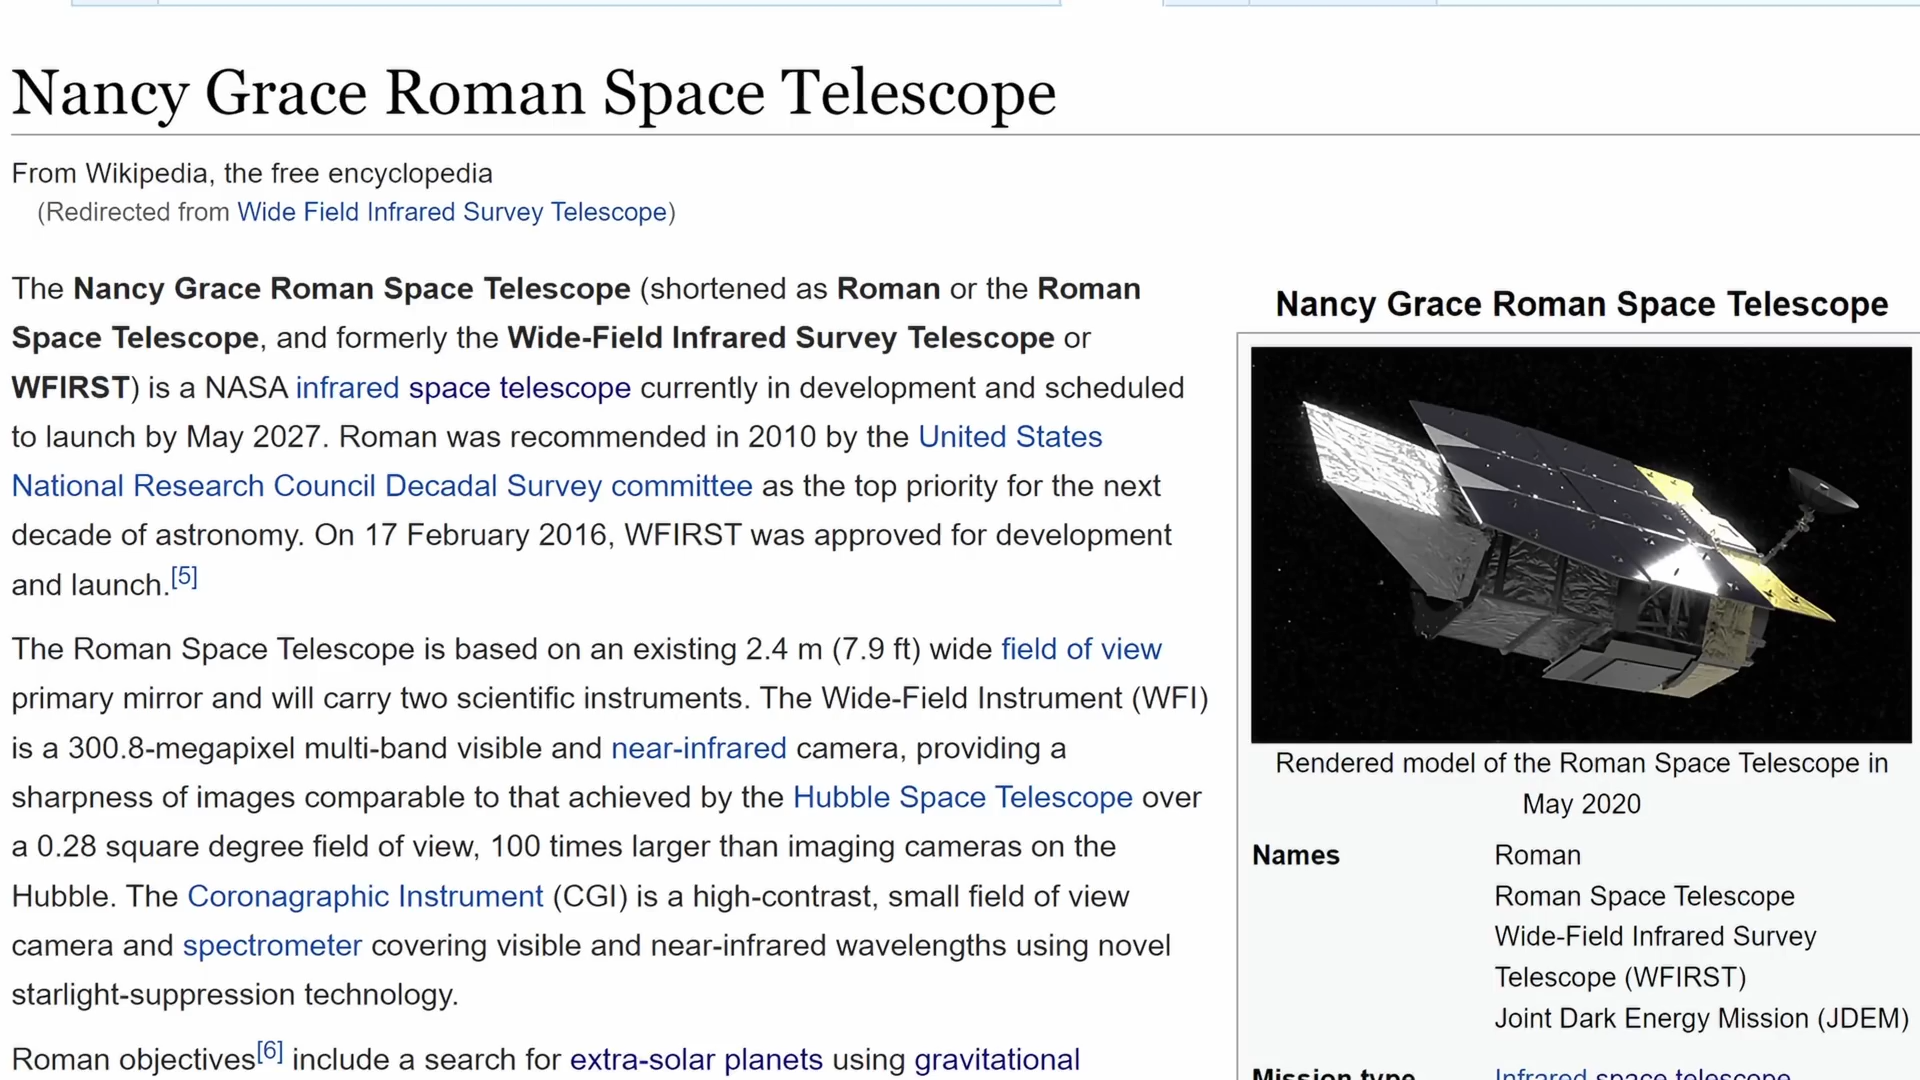 Nancy Grace Roman Space Telescope
From Wikipedia, the free encyclopedia
(Redirected from Wide Field Infrared Survey Telescope)
The Nancy Grace Roman Space Telescope (shortened as Roman or the Roman
Space Telescope, and formerly the Wide-Field Infrared Survey Telescope or
WFIRST) is a NASA infrared space telescope currently in development and scheduled
to launch by May 2027. Roman was recommended in 2010 by the United States
National Research Council Decadal Survey committee as the top priority for the next
decade of astronomy. On 17 February 2016, WFIRST was approved for development
and launch.[5]
The Roman Space Telescope is based on an existing 2.4 m (7.9 ft) wide field of view
primary mirror and will carry two scientific instruments. The Wide-Field Instrument (WFI)
is a 300.8-megapixel multi-band visible and near-infrared camera, providing a
sharpness of images comparable to that achieved by the Hubble Space Telescope over
a 0.28 square degree field of view, 100 times larger than imaging cameras on the
Hubble. The Coronagraphic Instrument (CGI) is a high-contrast, small field of view
camera and spectrometer covering visible and near-infrared wavelengths using novel
starlight-suppression technology.
Roman objectives[6] include a search for extra-solar planets using gravitational
Nancy Grace Roman Space Telescope
Rendered model of the Roman Space Telescope in
May 2020
Names Roman
Roman Space Telescope
Wide-Field Infrared Survey
Telescope (WFIRST)
Joint Dark Energy Mission (JDEM)
Mission type Infrared space telescope